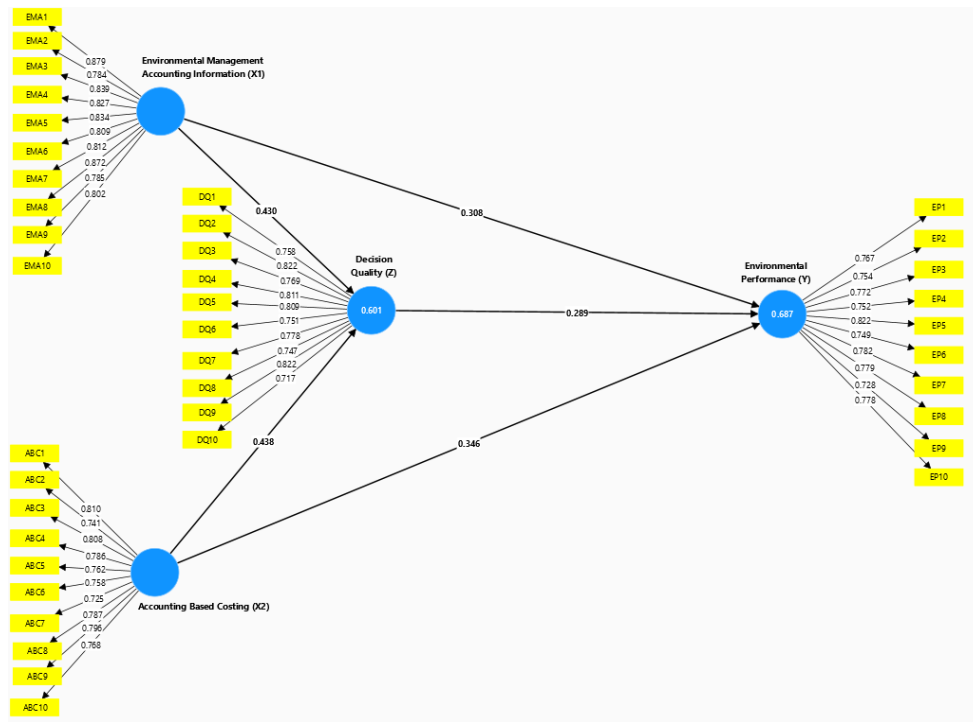 EMA1
EMA2
EMA3
EMA4
EMA5
EMA6
EMA7
EMA8
EMA9
EMA10
0.879
0.784
0.839
0.827
0.834
0.809
0.812
0.872
0.785
0.802
Environmental Management
Accounting Information (X1)
0.430
0.308
DQ1
DQ2
DQ3
DQ4
DQ5
DQ6
DQ7
DQ8
DQ9
DQ10
0.758
0.822
0.769
0.811
0.809
0.751
0.778
0.747
0.822
0.717
Decision
Quality (Z)
0.601
0.289
Environmental
Performance (Y)
0.687
0.767
0.754
0.772
0.752
0.822
0.749
0.782
0.779
0.728
0.778
EP1
EP2
EP3
EP4
EP5
EP6
EP7
EP8
EP9
EP10
0.438
0.346
ABC1
ABC2
ABC3
ABC4
ABC5
ABC6
ABC7
ABC8
ABC9
ABC10
0.810
0.741
0.808
0.786
0.762
0.758
0.725
0.787
0.796
0.768
Accounting Based Costing (X2)